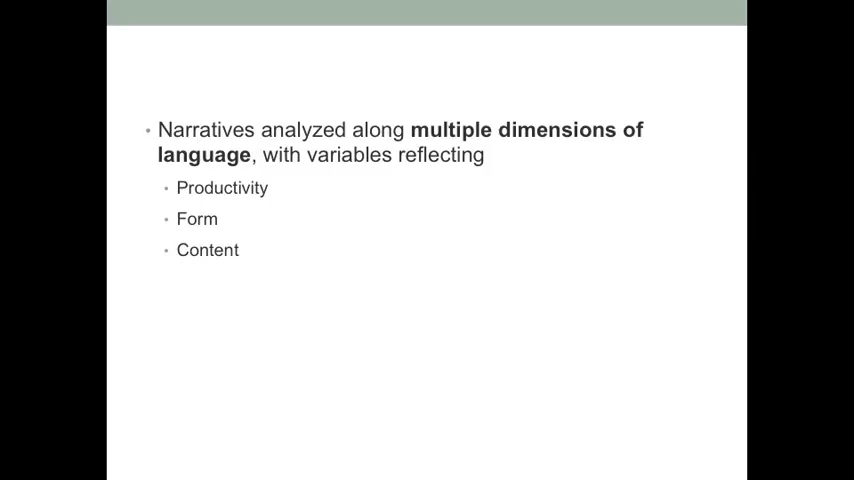 • Narratives analyzed along multiple dimensions of
language, with variables reflecting
• Productivity
• Form
• Content